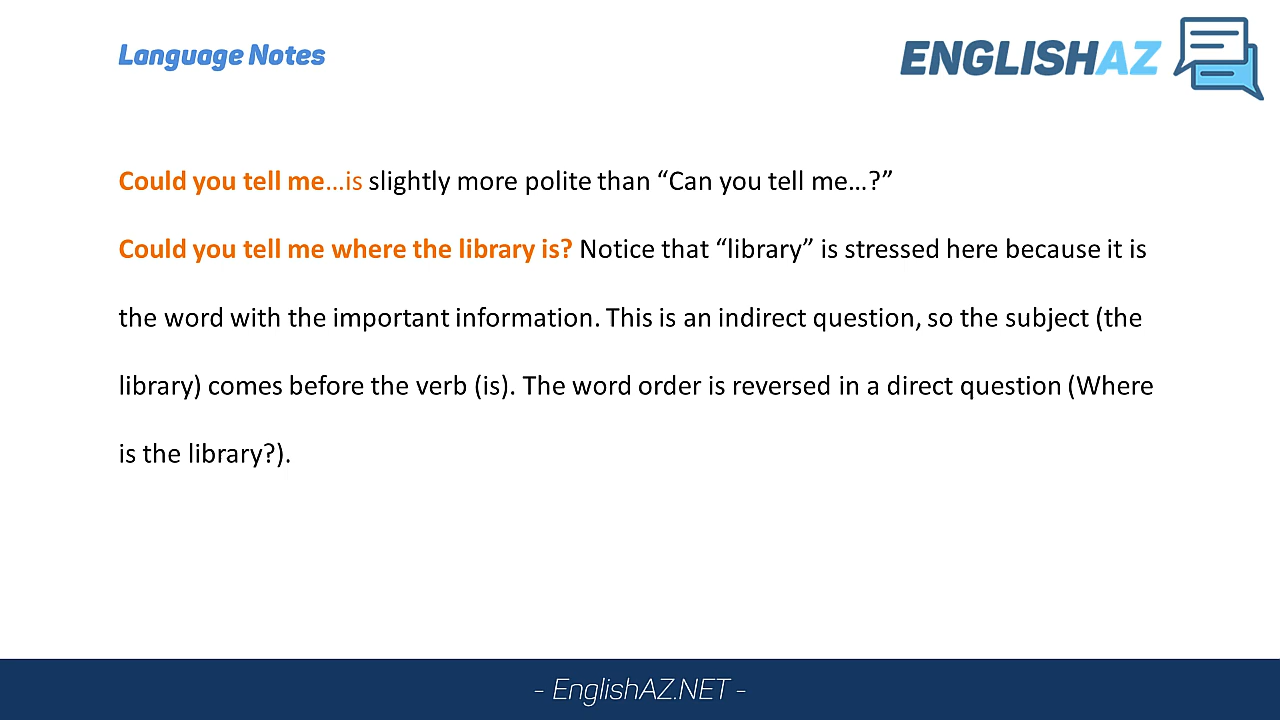 Language Notes
ENGLISHAZ
Could you tell me…is slightly more polite than “Can you tell me…?”
Could you tell me where the library is? Notice that “library” is stressed here because it is
the word with the important information. This is an indirect question, so the subject (the
library) comes before the verb (is). The word order is reversed in a direct question (Where
is the library?).
- EnglishAZ.NET -